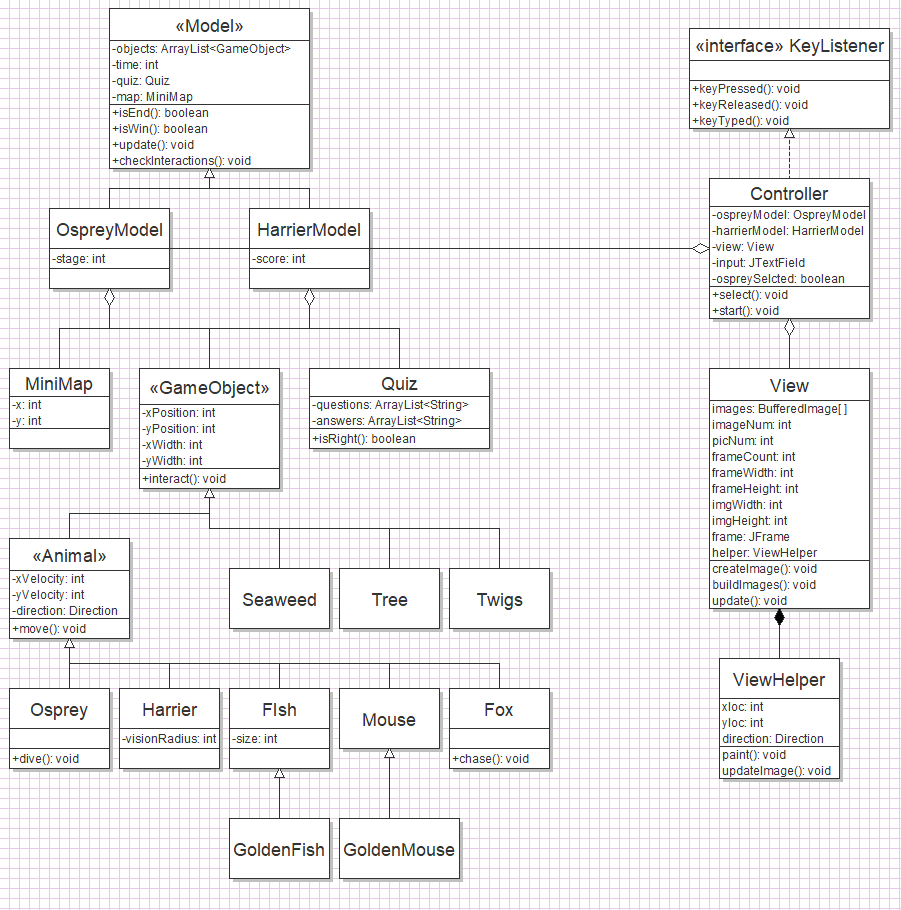 «Model»
-objects: ArrayList<GameObject>
-time: int
-quiz: Quiz
-map: MiniMap
+isEnd(): boolean
+isWin(): boolean
+update(): void
+checkInteractions(): void
«interface» KeyListener
+keyPressed(): void
+keyReleased(): void
+keyTyped(): void
OspreyModel
-stage: int
HarrierModel
-score: int
Controller
-ospreyModel: OspreyModel
-harrierModel: HarrierModel
-view: View
-input: JTextField
-ospreySelcted: boolean
+select(): void
+start(): void
MiniMap
-x: int
-y: int
«GameObject»
-xPosition: int
-yPosition: int
-xWidth: int
-yWidth: int
+interact(): void
Quiz
-questions: ArrayList<String>
-answers: ArrayList<String>
+isRight(): boolean
View
images: BufferedImage[ ]
imageNum: int
picNum: int
frameCount: int
frameWidth: int
frameHeight: int
imgWidth: int
imgHeight: int
frame: JFrame
helper: ViewHelper
createImage(): void
buildImages(): void
update(): void
«Animal»
-xVelocity: int
-yVelocity: int
-direction: Direction
+move(): void
Seaweed
Tree
Twigs
Osprey
+dive(): void
Harrier
-visionRadius: int
FIsh
-size: int
Mouse
Fox
+chase(): void
ViewHelper
xloc: int
yloc: int
direction: Direction
paint(): void
updateImage(): void
GoldenFish
GoldenMouse